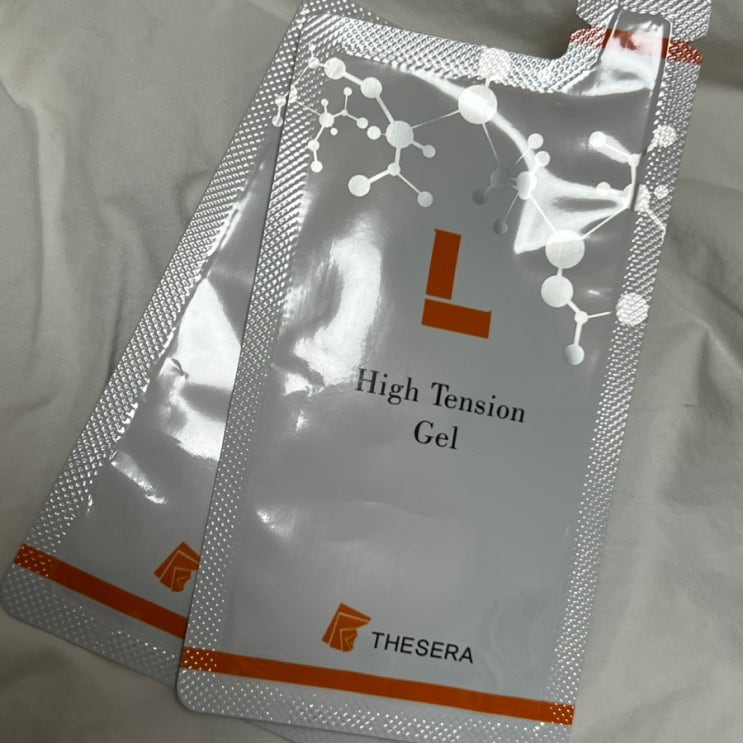 L
High Tension
Gel
THESERA